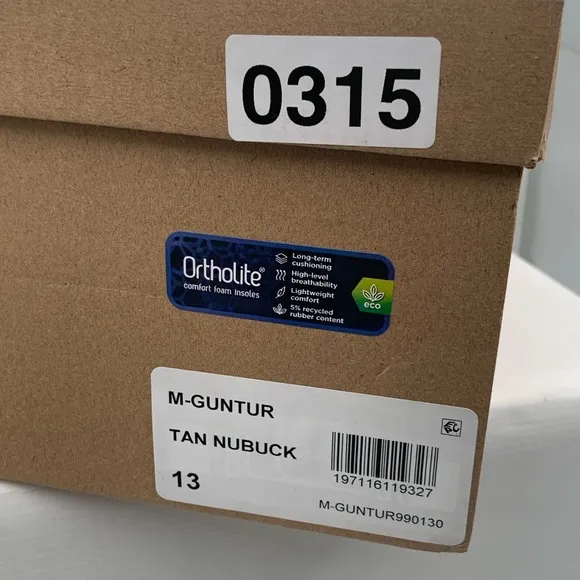 0315
Ortholite®
comfort foam insoles
Long-term
cushioning
High-level
breathability
Lightweight
comfort
5% recycled
rubber content
eco
M-GUNTUR
TAN NUBUCK
13
197116119327
M-GUNTUR990130